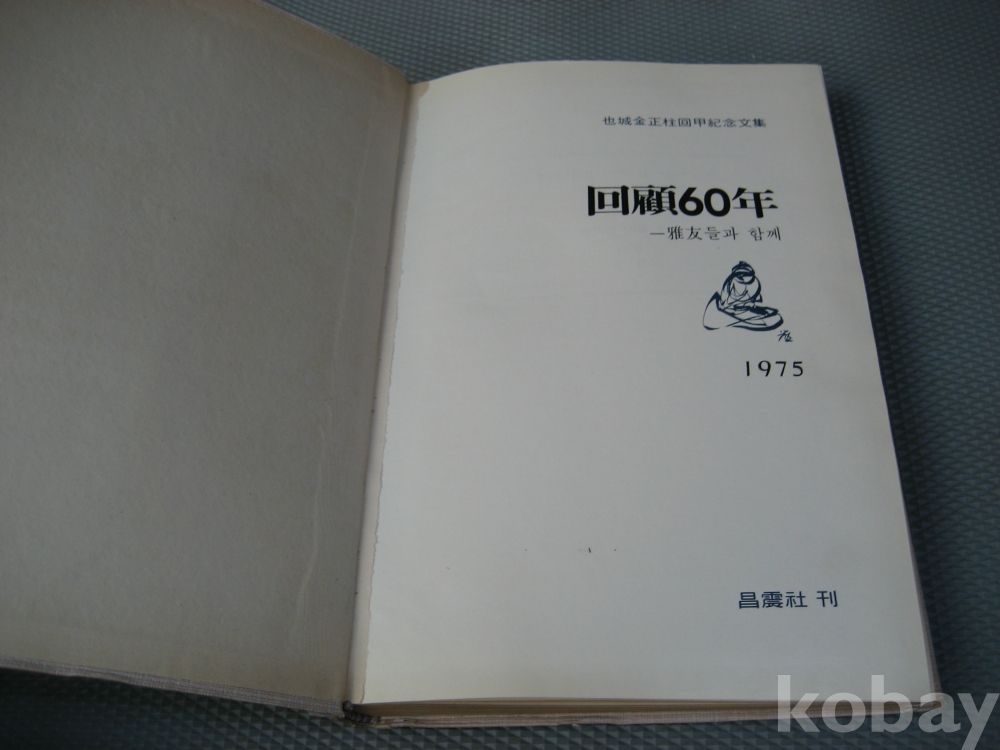 也城金正柱回甲紀念文集
回顧60年
—雅友들과 함께
1975
昌震社 刊
kobay